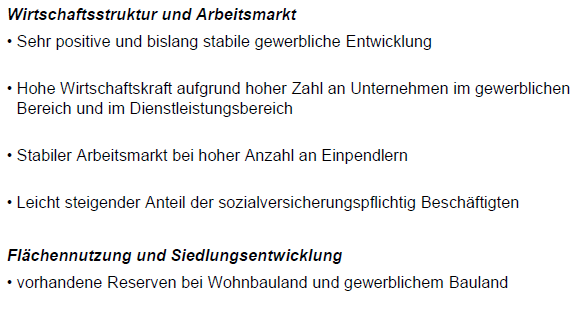 Wirtschaftsstruktur und Arbeitsmarkt
• Sehr positive und bislang stabile gewerbliche Entwicklung
• Hohe Wirtschaftskraft aufgrund hoher Zahl an Unternehmen im gewerblichen
Bereich und im Dienstleistungsbereich
• Stabiler Arbeitsmarkt bei hoher Anzahl an Einpendlern
• Leicht steigender Anteil der sozialversicherungspflichtig Beschäftigten
Flächennutzung und Siedlungsentwicklung
• vorhandene Reserven bei Wohnbauland und gewerblichem Bauland